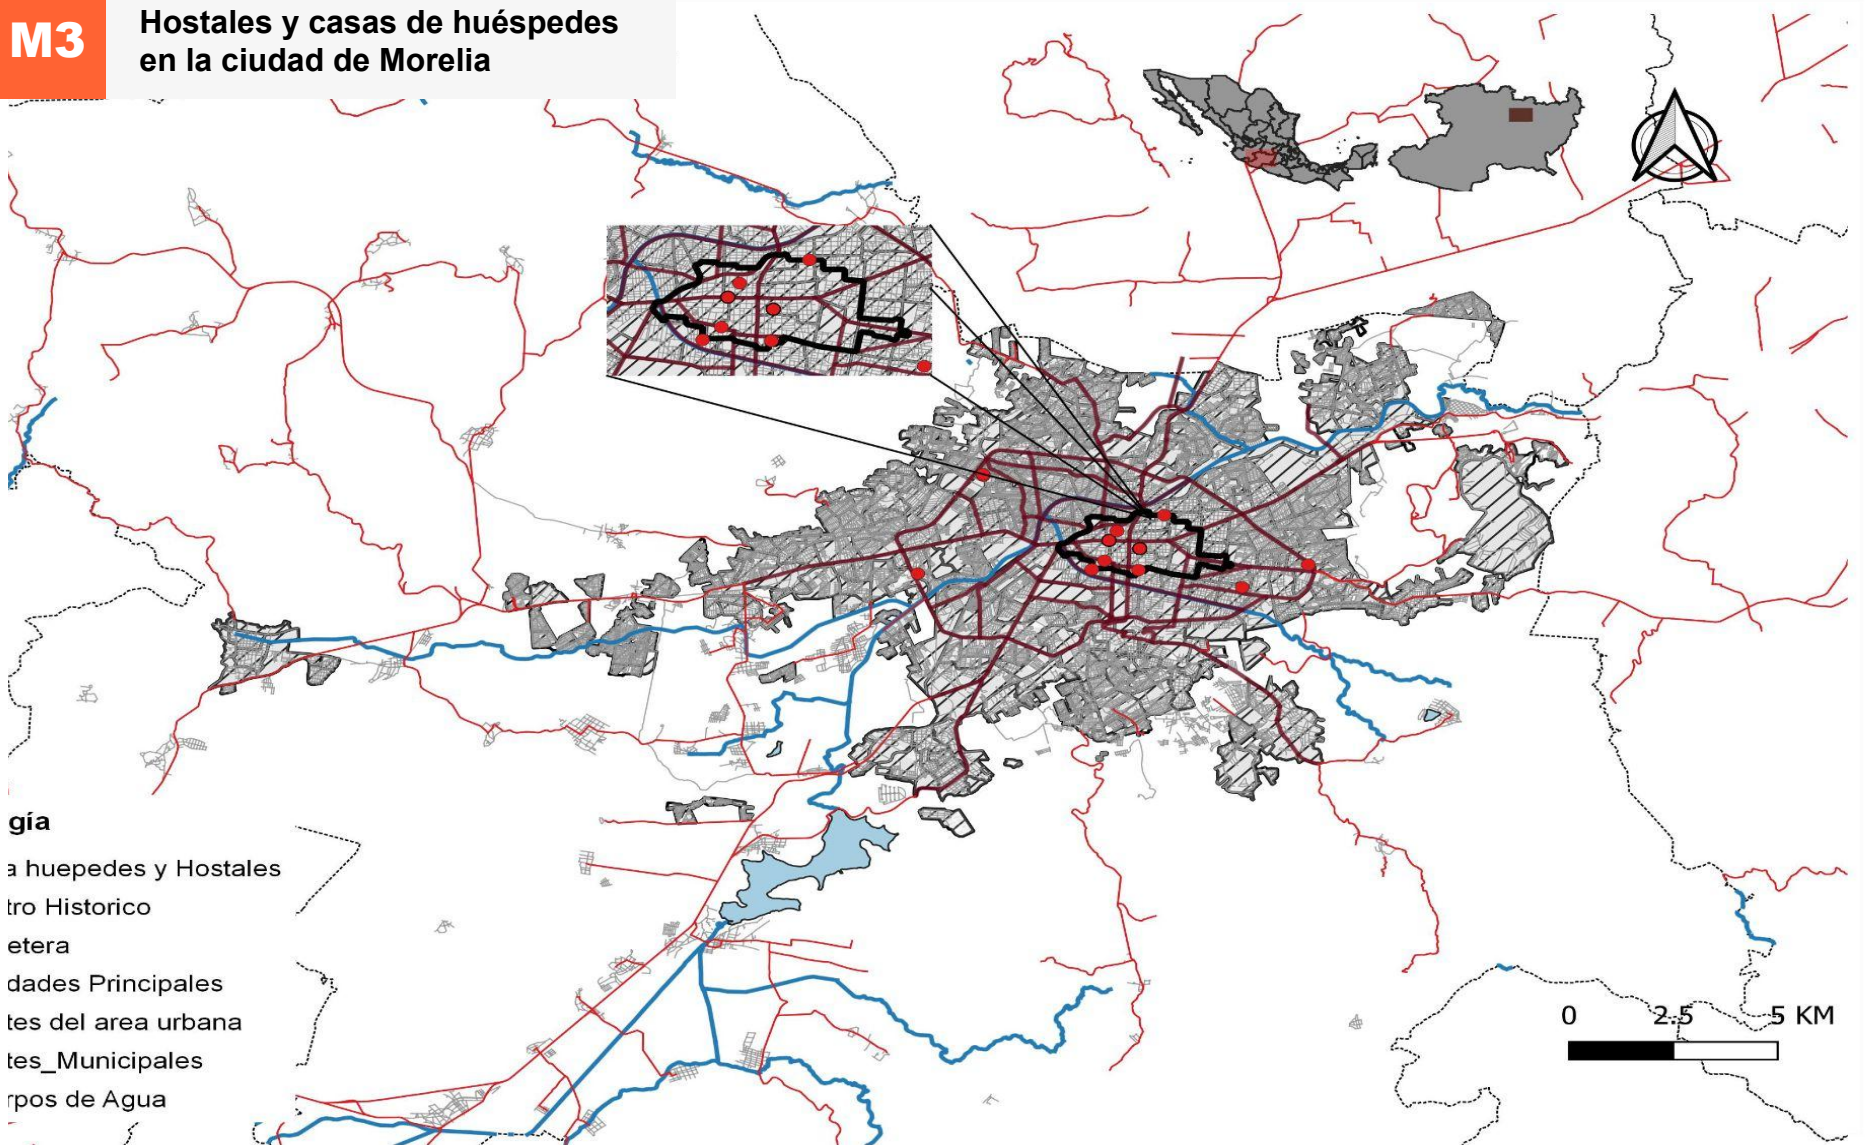 M3
Hostales y casas de huéspedes
en la ciudad de Morelia
gía
a huepedes y Hostales
tro Historico
etera
dades Principales
tes del area urbana
tes_Municipales
rpos de Agua
0 2.5 5 KM